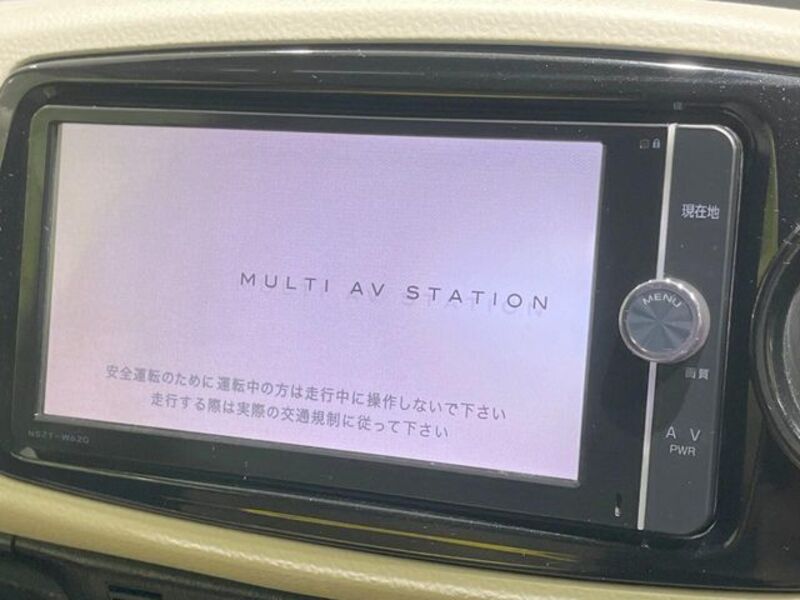 MULTI AV STATION
安全運転のために運転中の方は走行中に操作しないで下さい
走行する際は実際の交通規制に従って下さい
NSZT-W62G
現在地
MENU
画質
AV
PWR